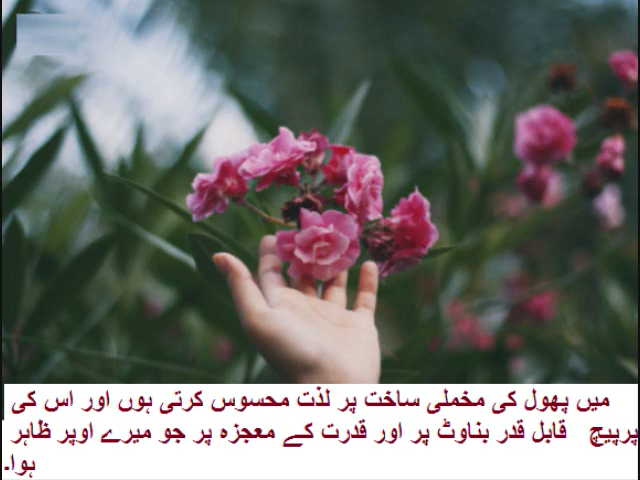 میں پھول کی مخملی ساخت پر لذت محسوس کرتی ہوں اور اس کی
پرپیچ قابل قدر بناوٹ پر اور قدرت کے معجزہ پر جو میرے اوپر ظاہر
ہوا۔